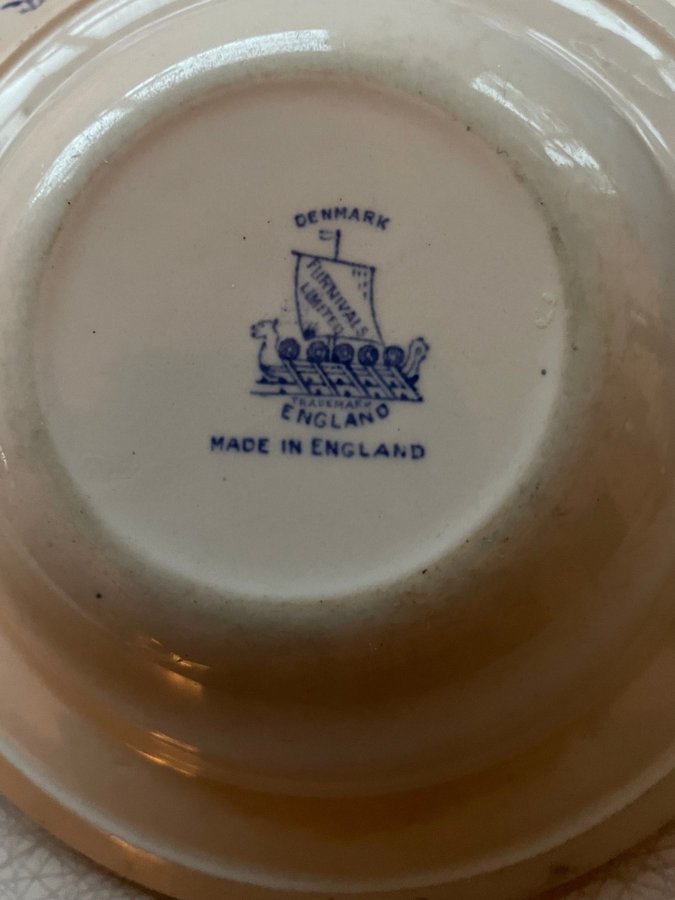 DENMARK
FURNIVALS
LIMITED
TRADEMARK
ENGLAND
MADE IN ENGLAND